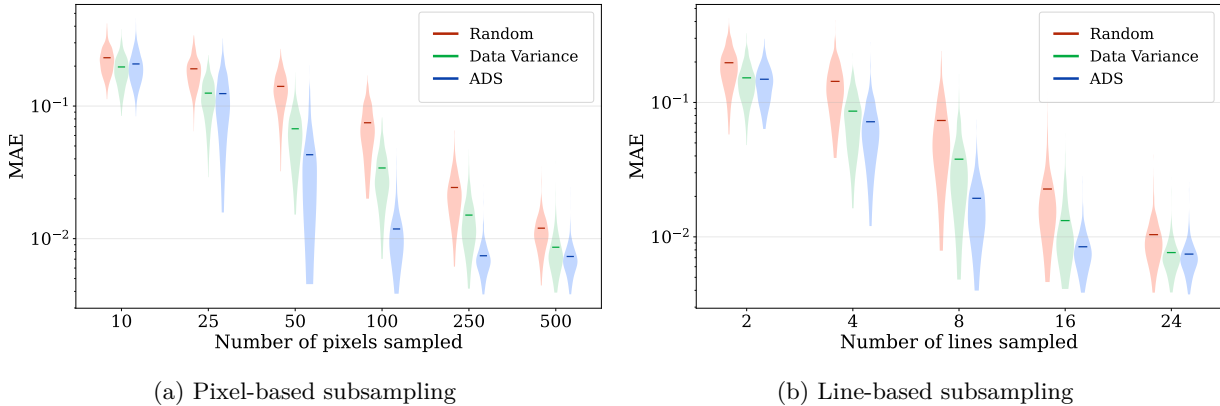 Random
Data Variance
ADS
10⁻¹
10⁻²
MAE
10 25 50 100 250 500
Number of pixels sampled
(a) Pixel-based subsampling
Random
Data Variance
ADS
10⁻¹
10⁻²
MAE
2 4 8 16 24
Number of lines sampled
(b) Line-based subsampling